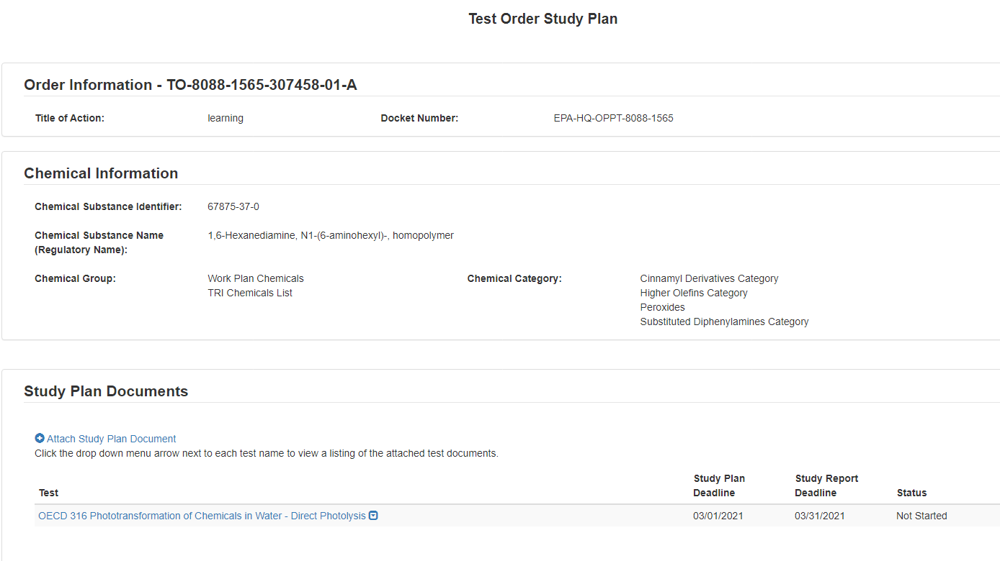 Test Order Study Plan
Order Information - TO-8088-1565-307458-01-A
Title of Action: learning Docket Number: EPA-HQ-OPPT-8088-1565
Chemical Information
Chemical Substance Identifier: 67875-37-0
Chemical Substance Name
(Regulatory Name):
1,6-Hexanediamine, N1-(6-aminohexyl)-, homopolymer
Chemical Group:
Work Plan Chemicals
TRI Chemicals List
Chemical Category:
Cinnamyl Derivatives Category
Higher Olefins Category
Peroxides
Substituted Diphenylamines Category
Study Plan Documents
Attach Study Plan Document
Click the drop down menu arrow next to each test name to view a listing of the attached test documents.
Test
Study Plan
Deadline
Study Report
Deadline
Status
OECD 316 Phototransformation of Chemicals in Water - Direct Photolysis 03/01/2021 03/31/2021 Not Started